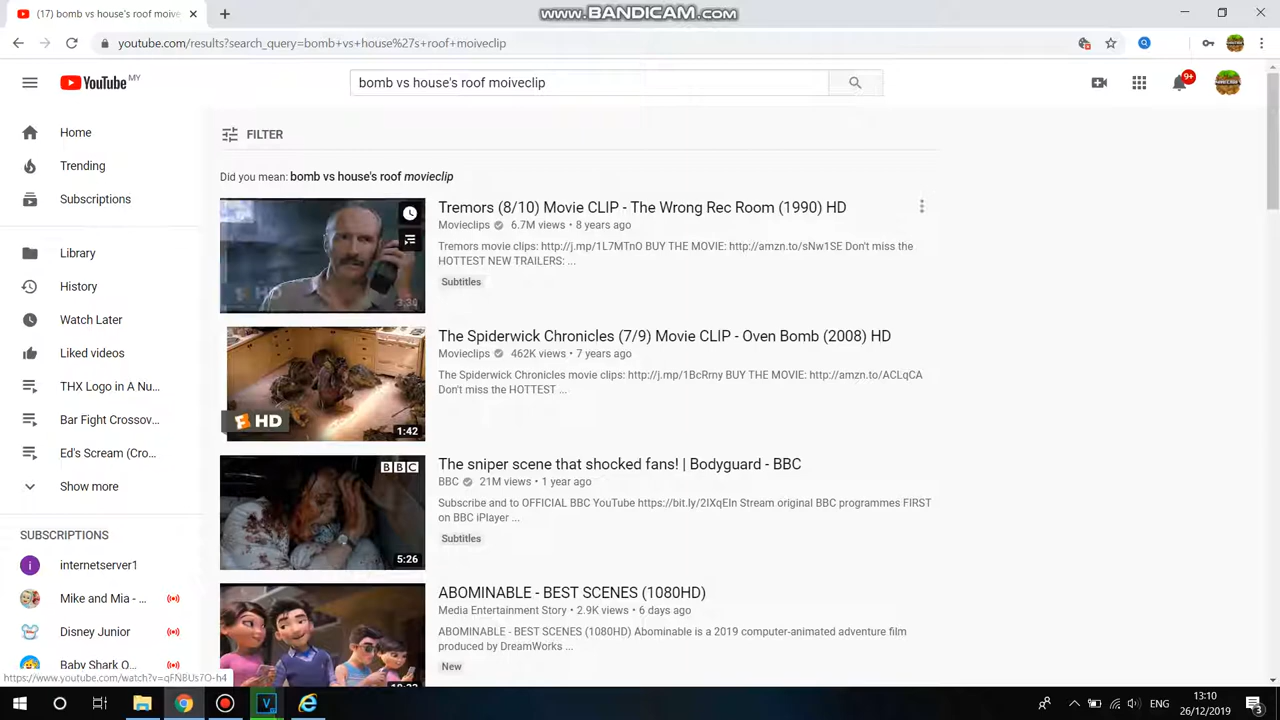 (17) bomb vs house's roof moive
www.BANDICAM.com
youtube.com/results?search_query=bomb+vs+house%27s+roof+moiveclip
YouTube MY
bomb vs house's roof moiveclip
9+
Home
Trending
Subscriptions
Library
History
Watch Later
Liked videos
THX Logo in A Nu...
Bar Fight Crossov...
Ed's Scream (Cro...
Show more
SUBSCRIPTIONS
i internetserver1
Mike and Mia - ...
Disney Junior
Baby Shark O...
FILTER
Did you mean: bomb vs house's roof movieclip
3:30
Tremors (8/10) Movie CLIP - The Wrong Rec Room (1990) HD
Movieclips 6.7M views • 8 years ago
Tremors movie clips: http://j.mp/1L7MTnO BUY THE MOVIE: http://amzn.to/sNw1SE Don't miss the
HOTTEST NEW TRAILERS: ...
Subtitles
HD
1:42
The Spiderwick Chronicles (7/9) Movie CLIP - Oven Bomb (2008) HD
Movieclips 462K views • 7 years ago
The Spiderwick Chronicles movie clips: http://j.mp/1BcRrny BUY THE MOVIE: http://amzn.to/ACLqCA
Don't miss the HOTTEST ...
BBC
5:26
The sniper scene that shocked fans! | Bodyguard - BBC
BBC 21M views • 1 year ago
Subscribe and to OFFICIAL BBC YouTube https://bit.ly/2IXqEIn Stream original BBC programmes FIRST
on BBC iPlayer ...
Subtitles
ABOMINABLE - BEST SCENES (1080HD)
Media Entertainment Story • 2.9K views • 6 days ago
ABOMINABLE - BEST SCENES (1080HD) Abominable is a 2019 computer-animated adventure film
produced by DreamWorks ...
New
https://www.youtube.com/watch?v=qFNBUs7O-h4
ENG
13:10
26/12/2019
3